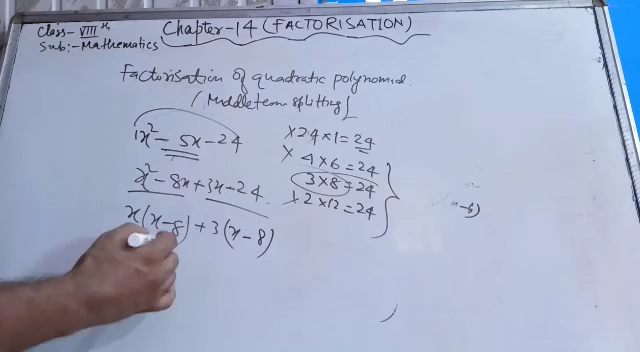 Class- VIIIth
Sub:- Mathematics
Chapter-14 (FACTORISATION)
Factorisation of quadratic polynomial
(Middle term splitting)
1x² - 5x - 24
x² - 8x + 3x - 24
x(x - 8) + 3(x - 8)
× 24 × 1 = 24
× 4 × 6 = 24
3 × 8 = 24
× 2 × 12 = 24